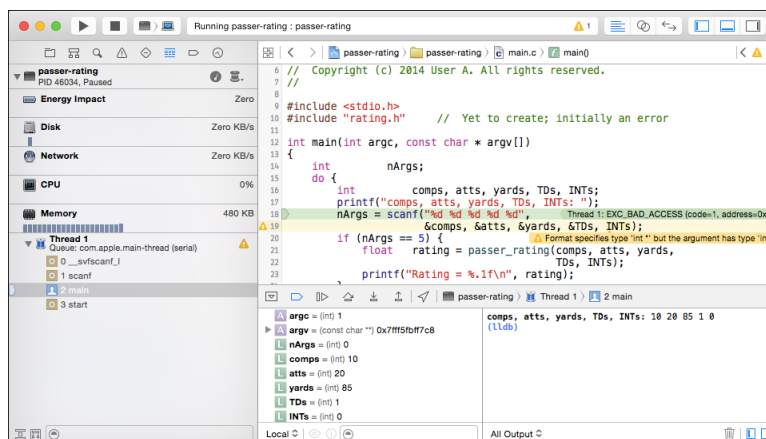 Running passer-rating : passer-rating
1
passer-rating
PID 46034, Paused
Energy Impact
Zero
Disk
Zero KB/s
Network
Zero KB/s
CPU
0%
Memory
480 KB
Thread 1
Queue: com.apple.main-thread (serial)
0 __svfscanf_l
1 scanf
2 main
3 start
passer-rating 〉 passer-rating 〉 main.c 〉 main()
6 // Copyright (c) 2014 User A. All rights reserved.
7 //
8
9 #include <stdio.h>
10 #include "rating.h" // Yet to create; initially an error
11
12 int main(int argc, const char * argv[])
13 {
14 int nArgs;
15 do {
16 int comps, atts, yards, TDs, INTs;
17 printf("comps, atts, yards, TDs, INTs: ");
18 nArgs = scanf("%d %d %d %d %d", Thread 1: EXC_BAD_ACCESS (code=1, address=0x
19 &comps, &atts, &yards, &TDs, INTs);
20 if (nArgs == 5) { Format specifies type 'int *' but the argument has type 'in
21 float rating = passer_rating(comps, atts, yards,
22 TDs, INTs);
23 printf("Rating = %.1f\n", rating);
passer-rating 〉 Thread 1 〉 2 main
A argc = (int) 1
A argv = (const char **) 0x7fff5fbff7c8
L nArgs = (int) 0
L comps = (int) 10
L atts = (int) 20
L yards = (int) 85
L TDs = (int) 1
L INTs = (int) 0
comps, atts, yards, TDs, INTs: 10 20 85 1 0
(lldb)
Local
All Output